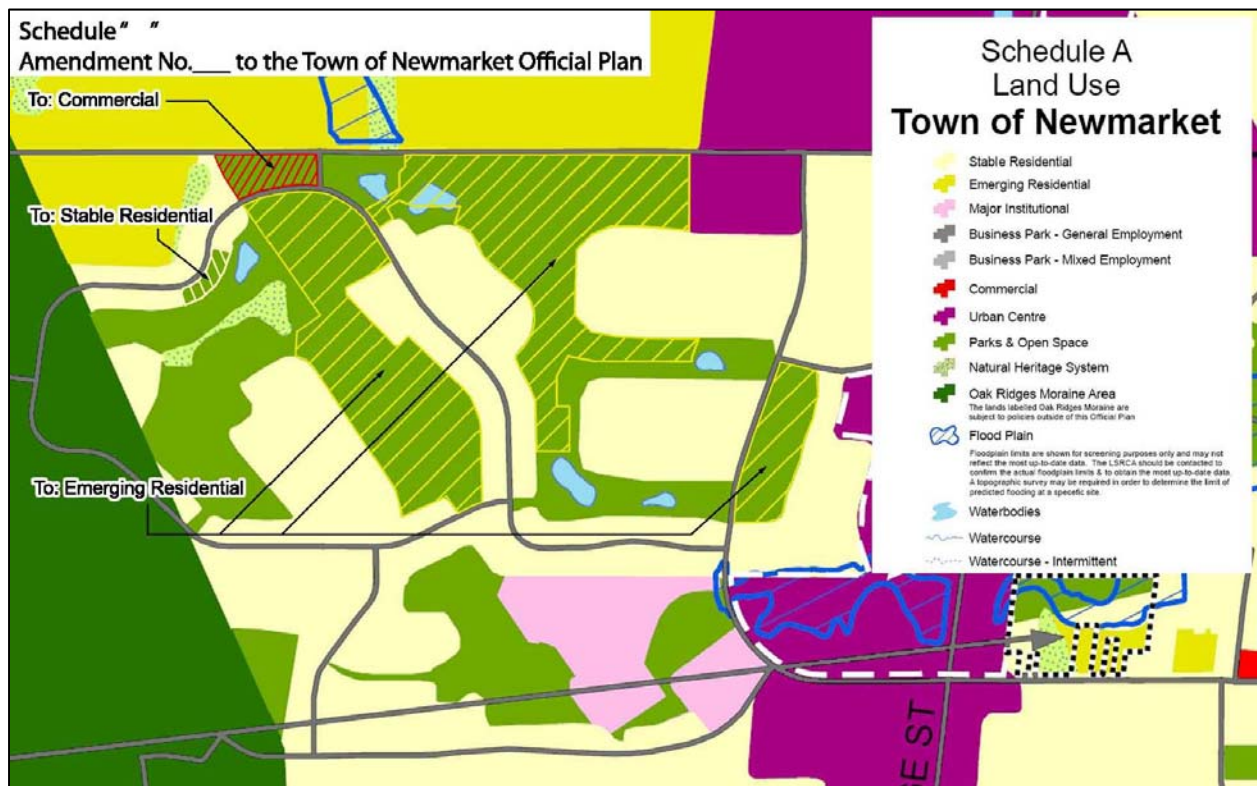 Schedule “    ”
Amendment No.___ to the Town of Newmarket Official Plan
To: Commercial
To: Stable Residential
To: Emerging Residential
Schedule A
Land Use
Town of Newmarket
Stable Residential
Emerging Residential
Major Institutional
Business Park - General Employment
Business Park - Mixed Employment
Commercial
Urban Centre
Parks & Open Space
Natural Heritage System
Oak Ridges Moraine Area
The lands labelled Oak Ridges Moraine are
subject to policies outside of this Official Plan
Flood Plain
Floodplain limits are shown for screening purposes only and may not
reflect the most up-to-date data. The LSRCA should be contacted to
confirm the actual floodplain limits & to obtain the most up-to-date data.
A topographic survey may be required in order to determine the limit of
predicted flooding at a specific site.
Waterbodies
Watercourse
Watercourse - Intermittent
GE ST